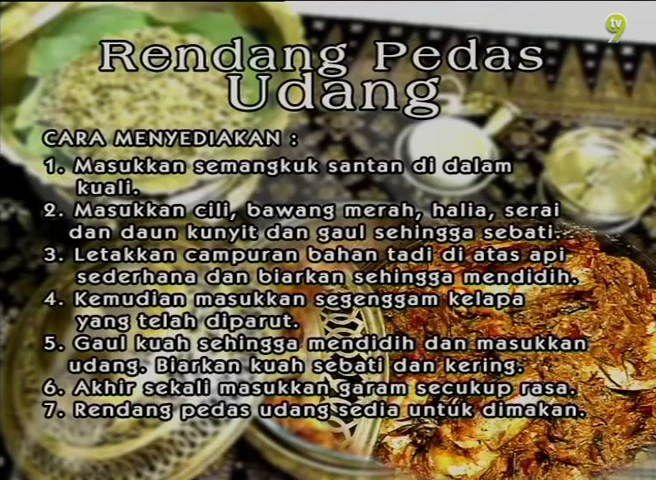 tv
9
Rendang Pedas
Udang
CARA MENYEDIAKAN :
1. Masukkan semangkuk santan di dalam
kuali.
2. Masukkan cili, bawang merah, halia, serai
dan daun kunyit dan gaul sehingga sebati.
3. Letakkan campuran bahan tadi di atas api
sederhana dan biarkan sehingga mendidih.
4. Kemudian masukkan segenggam kelapa
yang telah diparut.
5. Gaul kuah sehingga mendidih dan masukkan
udang. Biarkan kuah sebati dan kering.
6. Akhir sekali masukkan garam secukup rasa.
7. Rendang pedas udang sedia untuk dimakan.